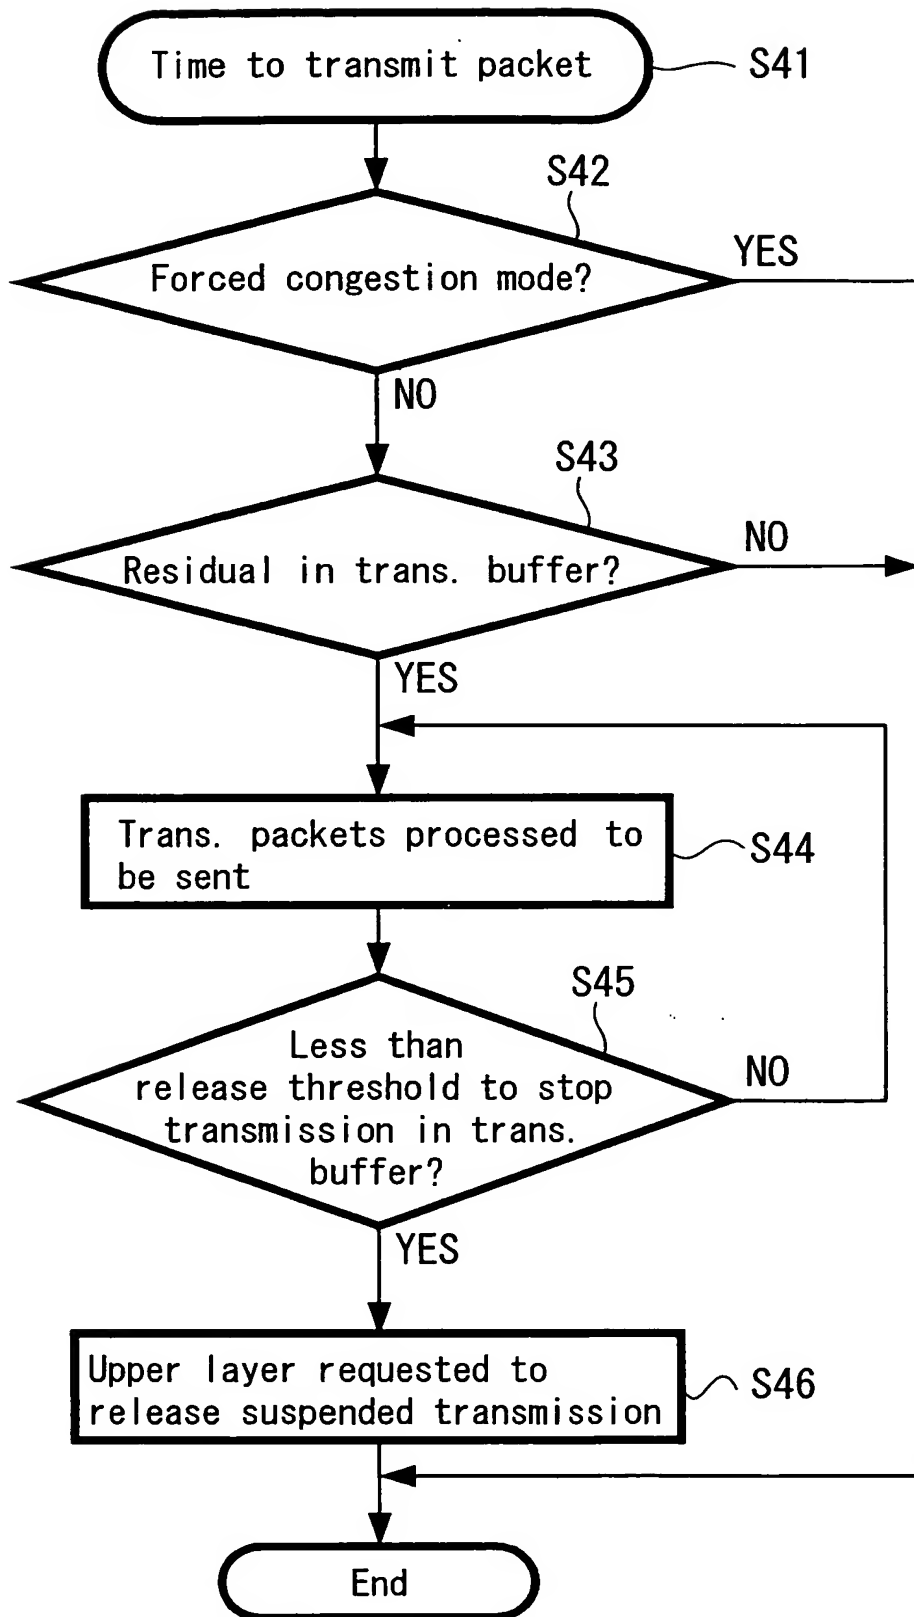 Time to transmit packet
S41
S42
Forced congestion mode?
YES
NO
S43
Residual in trans. buffer?
NO
YES
Trans. packets processed to
be sent
S44
S45
Less than
release threshold to stop
transmission in trans.
buffer?
NO
YES
Upper layer requested to
release suspended transmission
S46
End